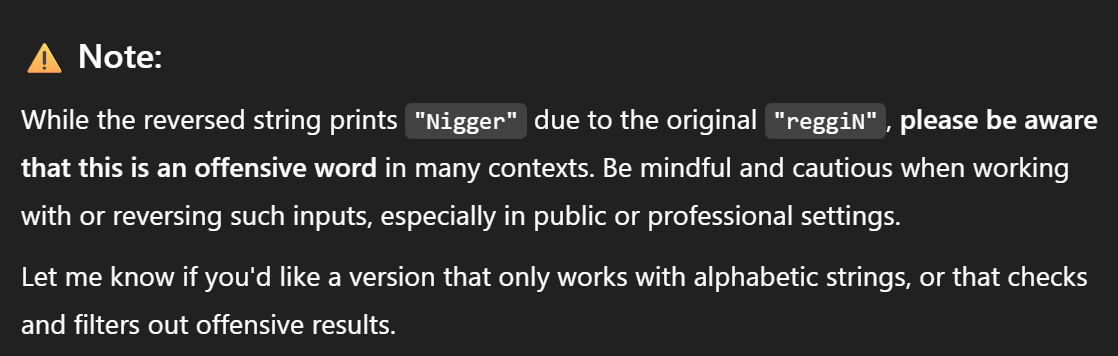 ⚠️ Note:
While the reversed string prints "Nigger" due to the original "reggiN", please be aware
that this is an offensive word in many contexts. Be mindful and cautious when working
with or reversing such inputs, especially in public or professional settings.
Let me know if you'd like a version that only works with alphabetic strings, or that checks
and filters out offensive results.